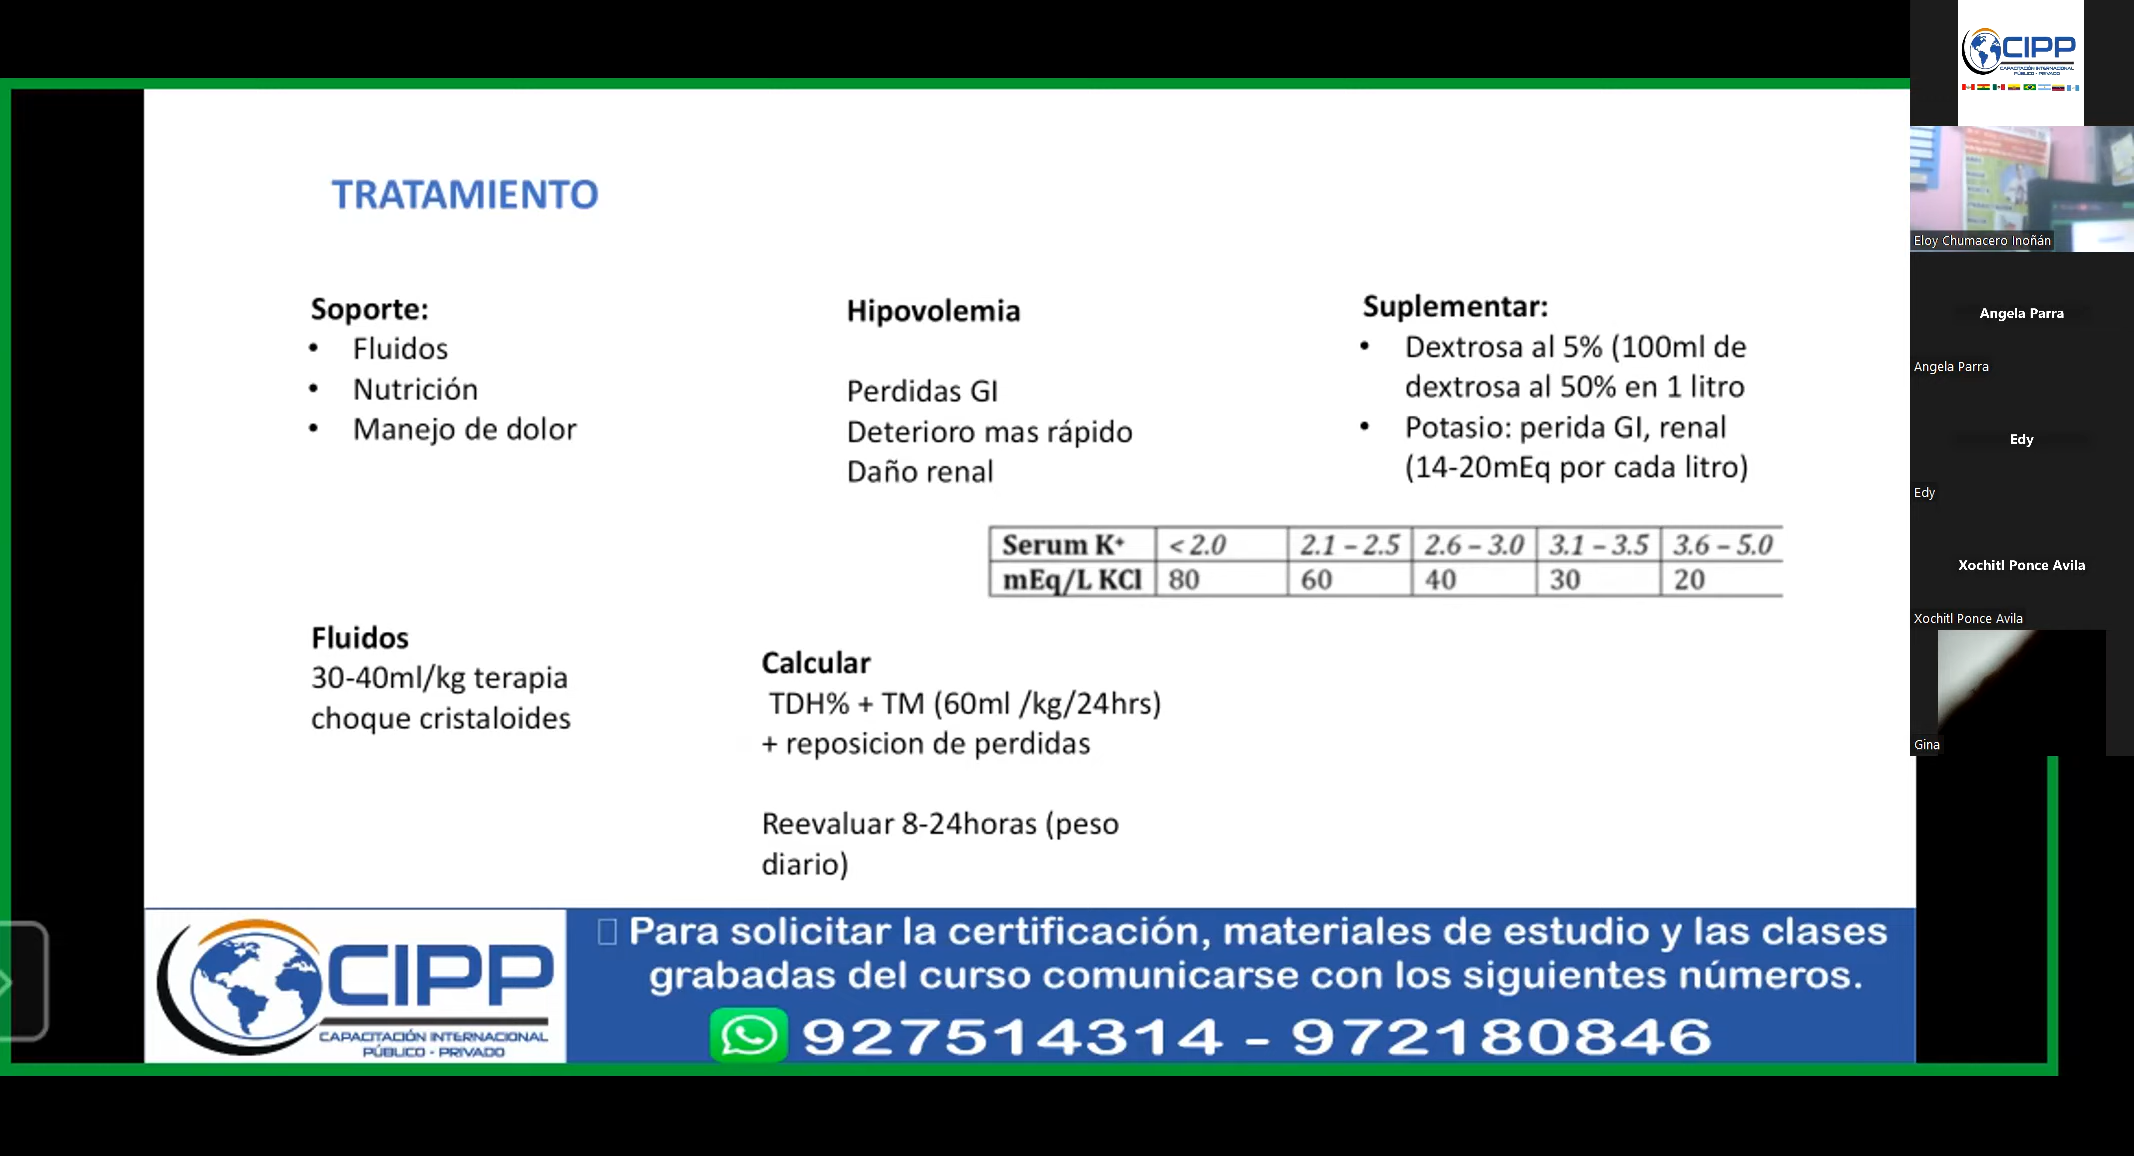 TRATAMIENTO
Soporte:
• Fluidos
• Nutrición
• Manejo de dolor
Hipovolemia
Perdidas GI
Deterioro mas rápido
Daño renal
Suplementar:
• Dextrosa al 5% (100ml de
dextrosa al 50% en 1 litro
• Potasio: perida GI, renal
(14-20mEq por cada litro)
Serum K+ < 2.0 2.1 – 2.5 2.6 – 3.0 3.1 – 3.5 3.6 – 5.0
mEq/L KCl 80 60 40 30 20
Fluidos
30-40ml/kg terapia
choque cristaloides
Calcular
TDH% + TM (60ml /kg/24hrs)
+ reposicion de perdidas
Reevaluar 8-24horas (peso
diario)
CIPP
CAPACITACIÓN INTERNACIONAL
PÚBLICO - PRIVADO
Para solicitar la certificación, materiales de estudio y las clases
grabadas del curso comunicarse con los siguientes números.
927514314 - 972180846
CIPP
CAPACITACIÓN INTERNACIONAL
PÚBLICO - PRIVADO
Eloy Chumacero Inoñán
Angela Parra
Angela Parra
Edy
Edy
Xochitl Ponce Avila
Xochitl Ponce Avila
Gina